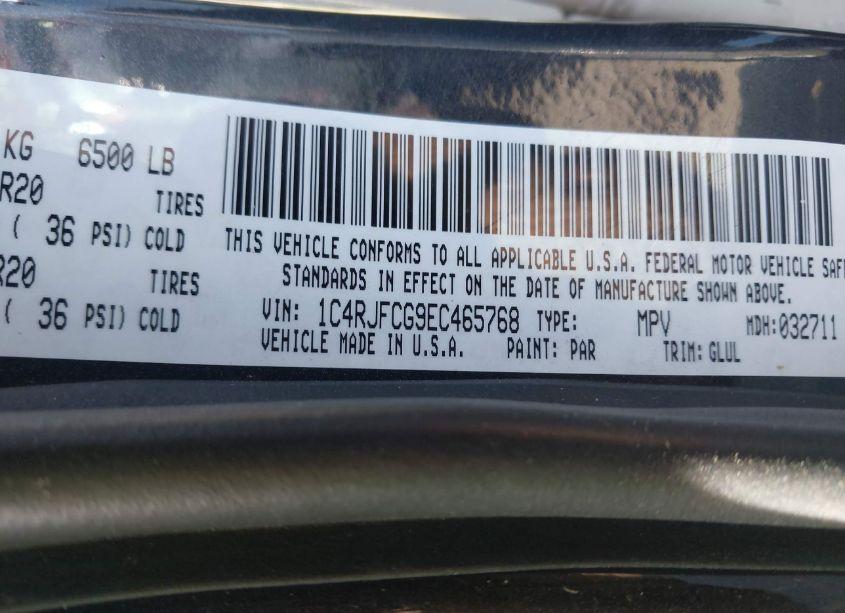 KG 6500 LB
R20 TIRES
( 36 PSI) COLD
R20 TIRES
( 36 PSI) COLD
THIS VEHICLE CONFORMS TO ALL APPLICABLE U.S.A. FEDERAL MOTOR VEHICLE SAF
STANDARDS IN EFFECT ON THE DATE OF MANUFACTURE SHOWN ABOVE.
VIN: 1C4RJFCG9EC465768 TYPE: MPV MDH:032711
VEHICLE MADE IN U.S.A. PAINT: PAR TRIM: GLUL